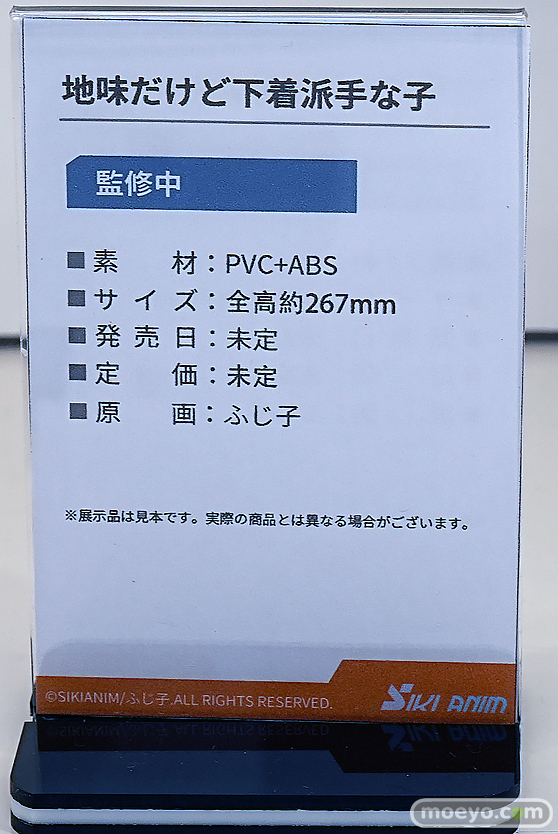 地味だけど下着派手な子
監修中
■素　材：PVC+ABS
■サイズ：全高約267mm
■発売日：未定
■定　価：未定
■原　画：ふじ子
※展示品は見本です。実際の商品とは異なる場合がございます。
©SIKIANIM/ふじ子.ALL RIGHTS RESERVED.
SIKI ANIM
moeyo.com